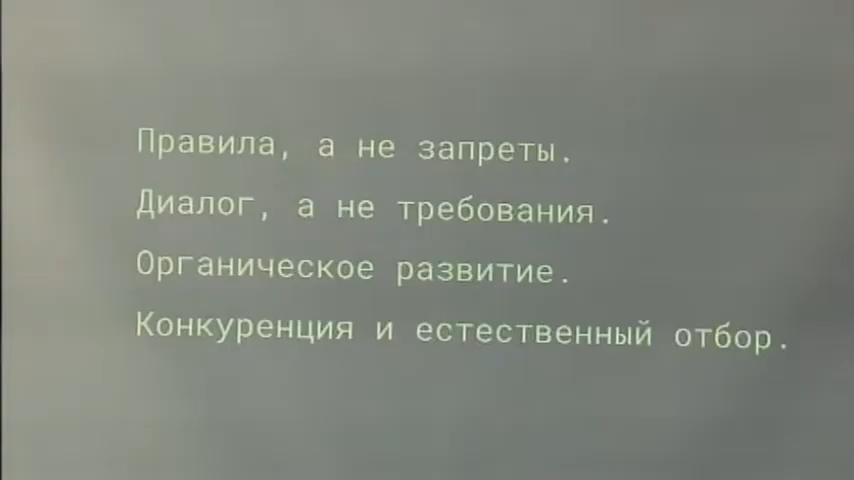 Правила, а не запреты.
Диалог, а не требования.
Органическое развитие.
Конкуренция и естественный отбор.